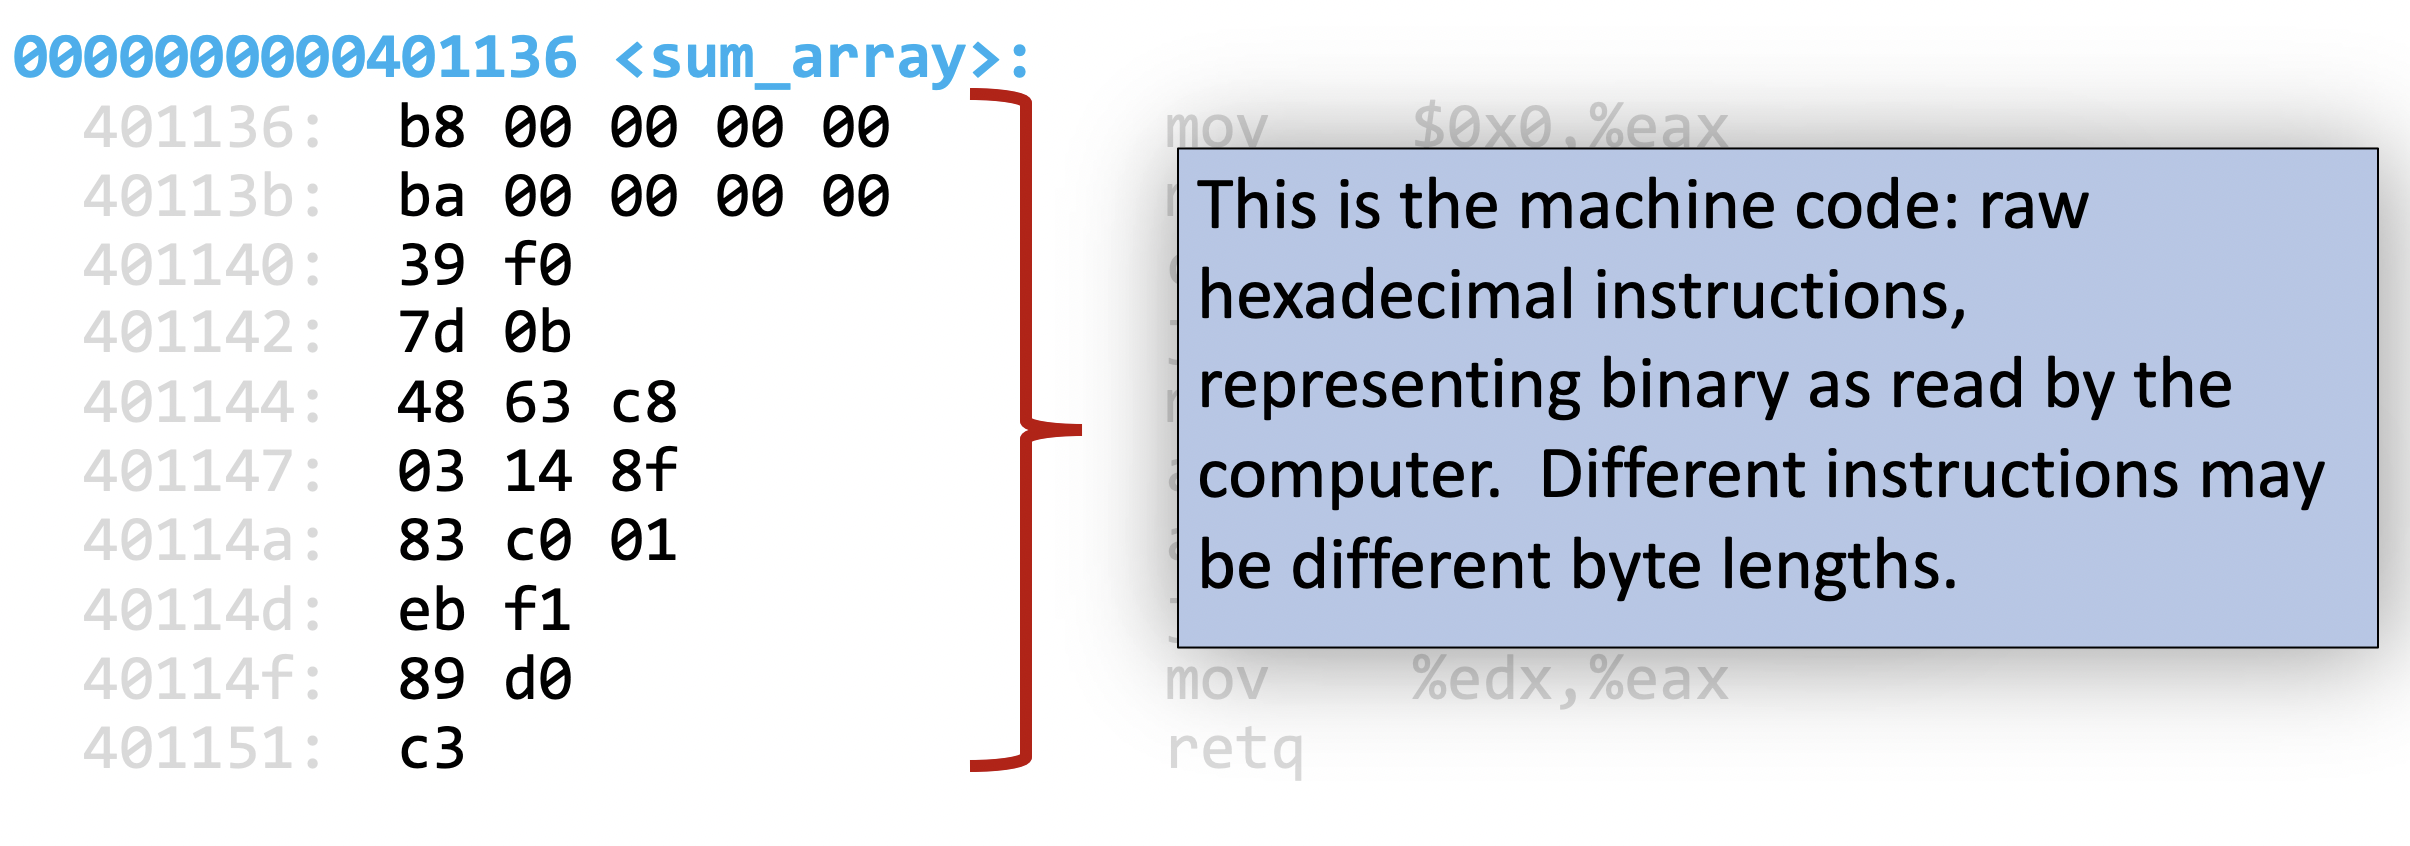 0000000000401136 <sum_array>:
401136: b8 00 00 00 00 mov $0x0,%eax
40113b: ba 00 00 00 00
401140: 39 f0
401142: 7d 0b
401144: 48 63 c8
401147: 03 14 8f
40114a: 83 c0 01
40114d: eb f1
40114f: 89 d0 mov %edx,%eax
401151: c3 retq
This is the machine code: raw
hexadecimal instructions,
representing binary as read by the
computer.  Different instructions may
be different byte lengths.